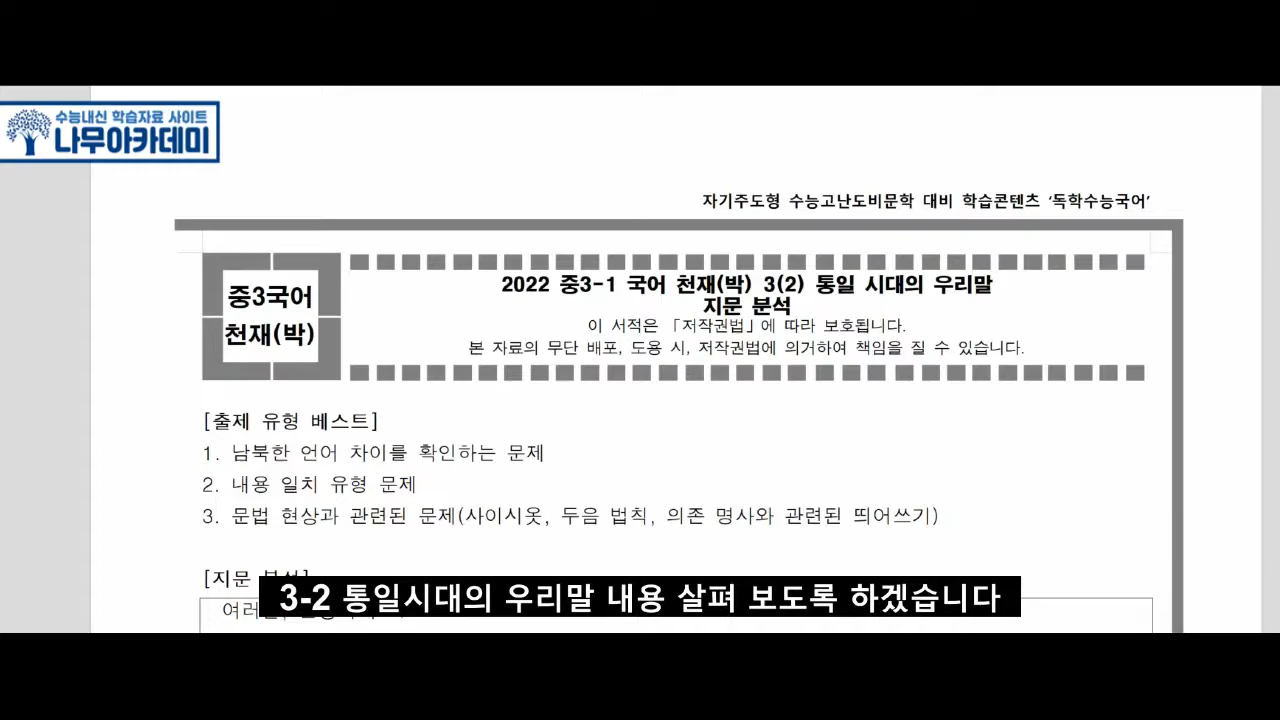 수능내신 학습자료 사이트
나무아카데미
자기주도형 수능고난도비문학 대비 학습콘텐츠 '독학수능국어'
중3국어
천재(박)
2022 중3-1 국어 천재(박) 3(2) 통일 시대의 우리말
지문 분석
이 서적은 「저작권법」에 따라 보호됩니다.
본 자료의 무단 배포, 도용 시, 저작권법에 의거하여 책임을 질 수 있습니다.
[출제 유형 베스트]
1. 남북한 언어 차이를 확인하는 문제
2. 내용 일치 유형 문제
3. 문법 현상과 관련된 문제(사이시옷, 두음 법칙, 의존 명사와 관련된 띄어쓰기)
[지문 분석]
3-2 통일시대의 우리말 내용 살펴 보도록 하겠습니다